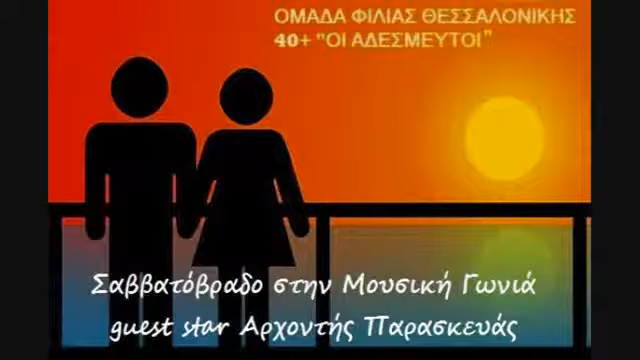 ΟΜΑΔΑ ΦΙΛΙΑΣ ΘΕΣΣΑΛΟΝΙΚΗΣ
40+ "ΟΙ ΑΔΕΣΜΕΥΤΟΙ"
Σαββατόβραδο στην Μουσική Γωνιά
guest star Αρχοντής Παρασκευάς